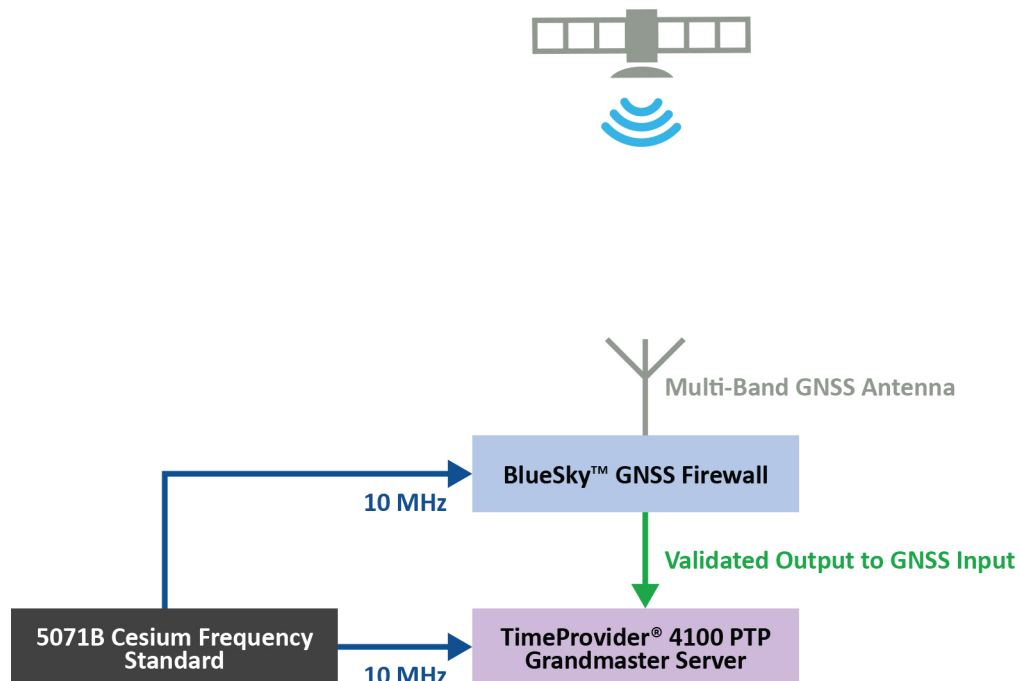 Multi-Band GNSS Antenna
BlueSky™ GNSS Firewall
10 MHz
Validated Output to GNSS Input
5071B Cesium Frequency
Standard
TimeProvider® 4100 PTP
Grandmaster Server
10 MHz